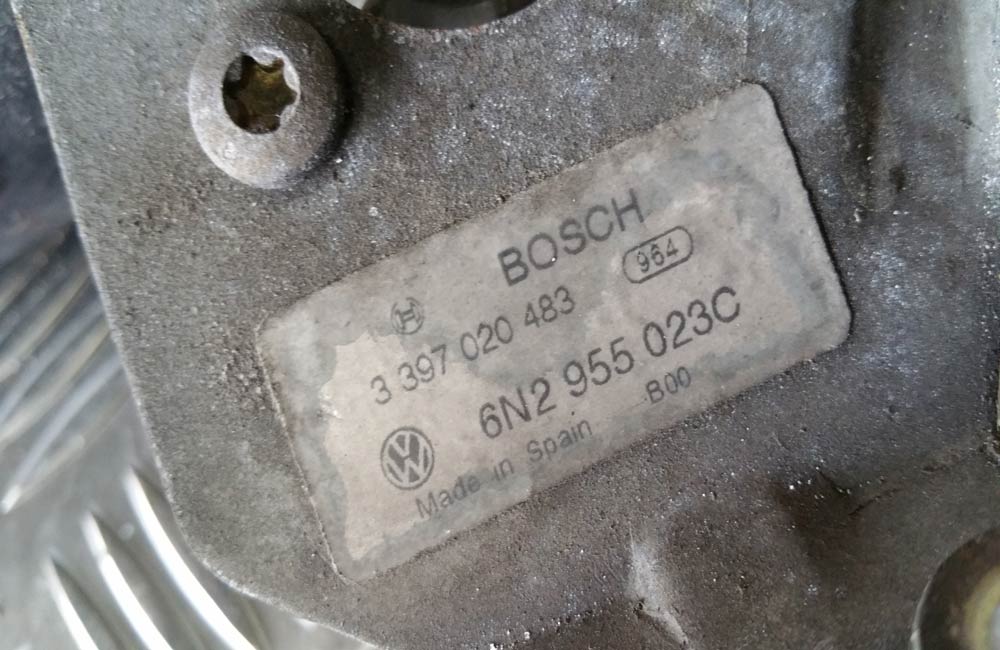 BOSCH
3 397 020 483 964
6N2 955 023C
Made in Spain B00